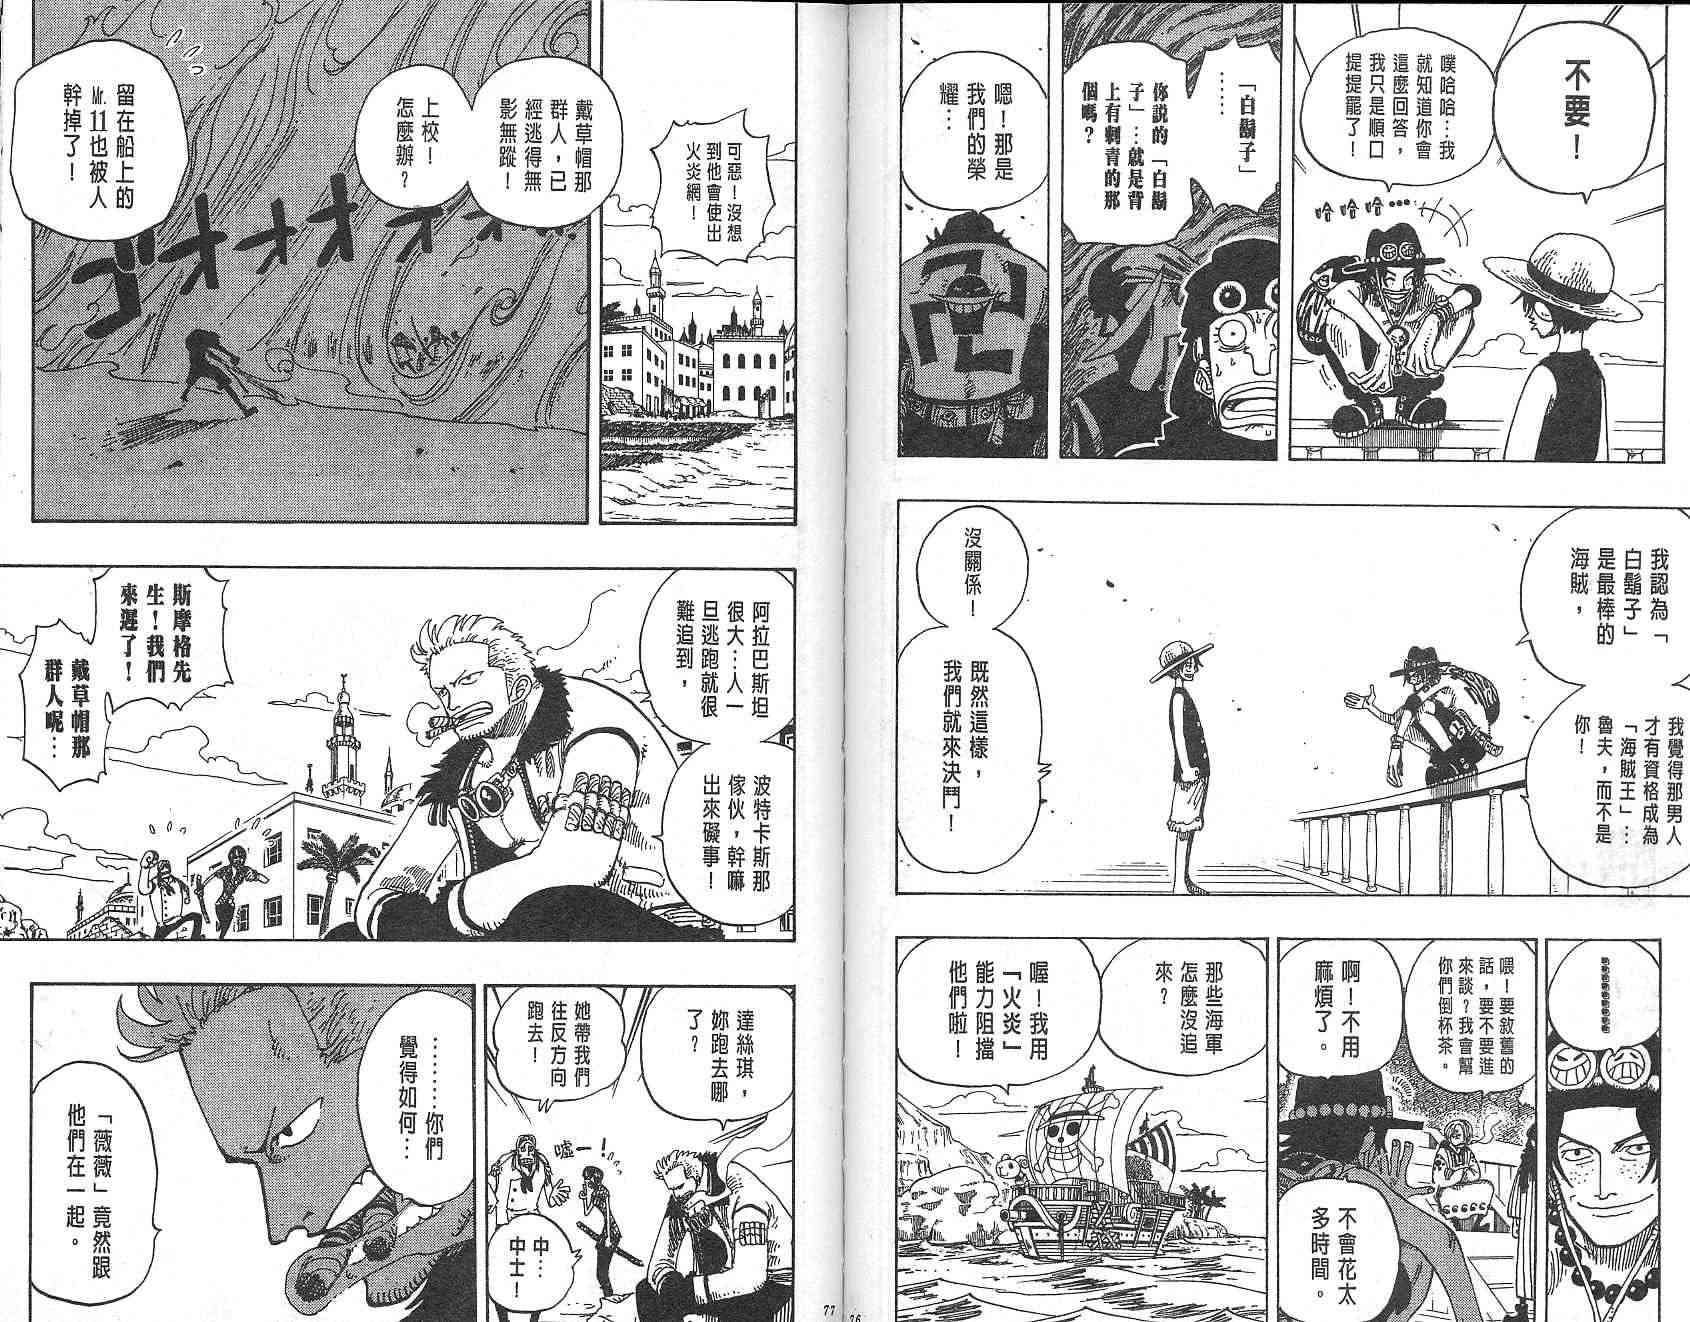 不要！
噗哈哈…我
就知道你會
這麼回答，
我只是順口
提提罷了！
哈哈哈…
「白鬍子」
……
你說的「白鬍
子」…就是背
上有刺青的那
個嗎？
嗯！那是
我們的榮
耀…
我認為「
白鬍子」
是最棒的
海賊，
我覺得那男人
才有資格成為
「海賊王」…
魯夫，而不是
你！
沒關係！
既然這樣，
我們就來決鬥！
喂！要敘舊的
話，要不要進
來談？我會幫
你們倒杯茶。
啊！不用
麻煩了。
不會花太
多時間。
那些海軍
怎麼沒追
來？
喔！我用
「火炎」
能力阻擋
他們啦！
76
可惡！沒想
到他會使出
火炎網！
戴草帽那
群人，已
經逃得無
影無蹤！
上校！
怎麼辦？
留在船上的
Mr.11也被人
幹掉了！
ゴオオオオオ
阿拉巴斯坦
很大…人一
旦逃跑就很
難追到，
波特卡斯那
傢伙，幹嘛
出來礙事！
斯摩格先
生！我們
來遲了！
戴草帽那
群人呢…
達絲琪，
妳跑去哪
了？
她帶我們
往反方向
跑去！
噓—！
中…
中士！
………你們
覺得如何…
「薇薇」竟然跟
他們在一起。
77